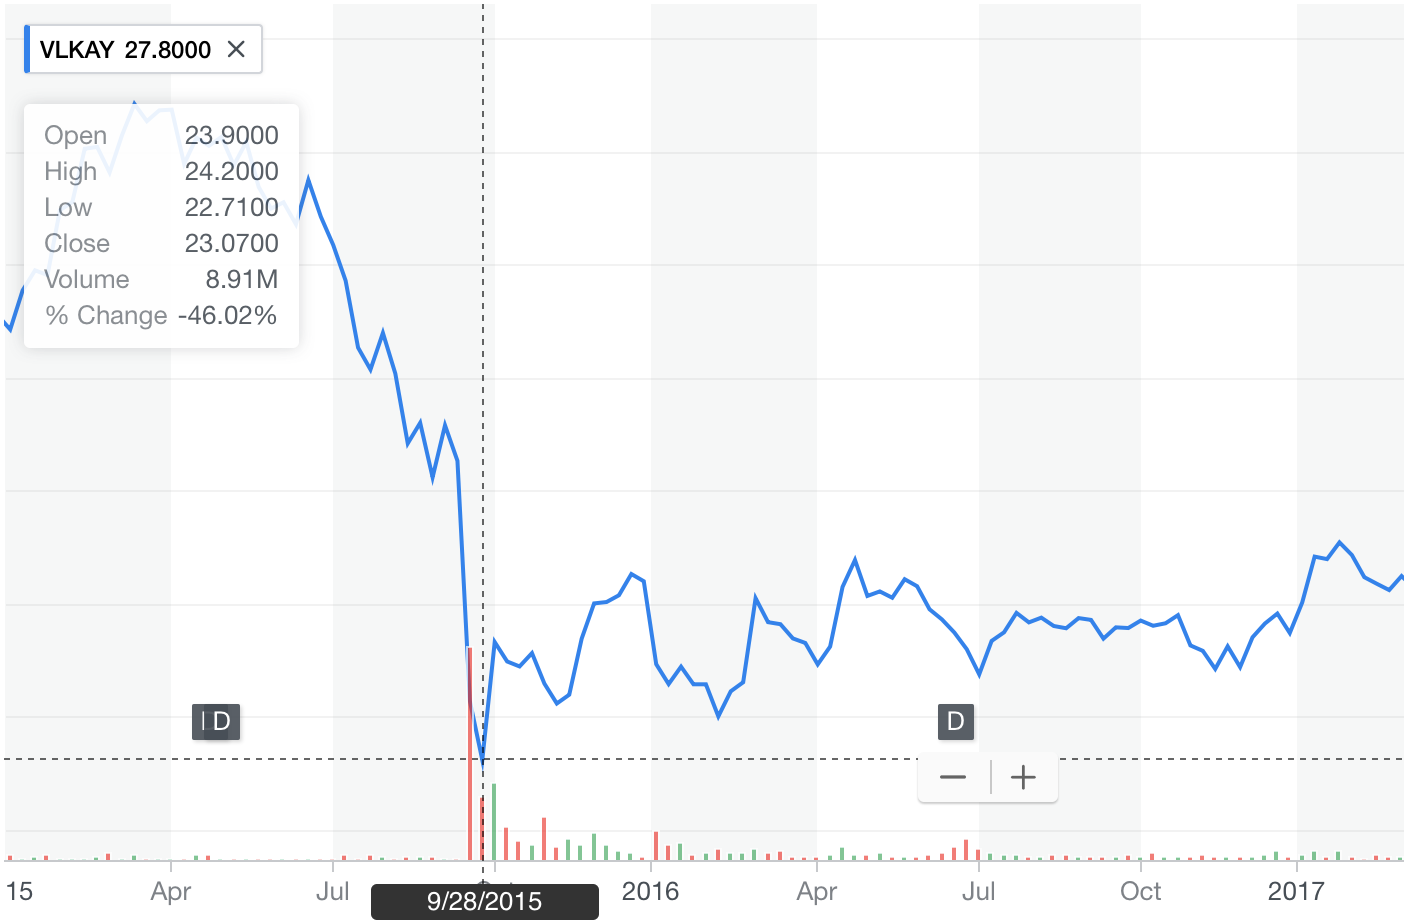 VLKAY 27.8000
Open 23.9000
High 24.2000
Low 22.7100
Close 23.0700
Volume 8.91M
% Change -46.02%
D D
15 Apr Jul 9/28/2015 2016 Apr Jul Oct 2017